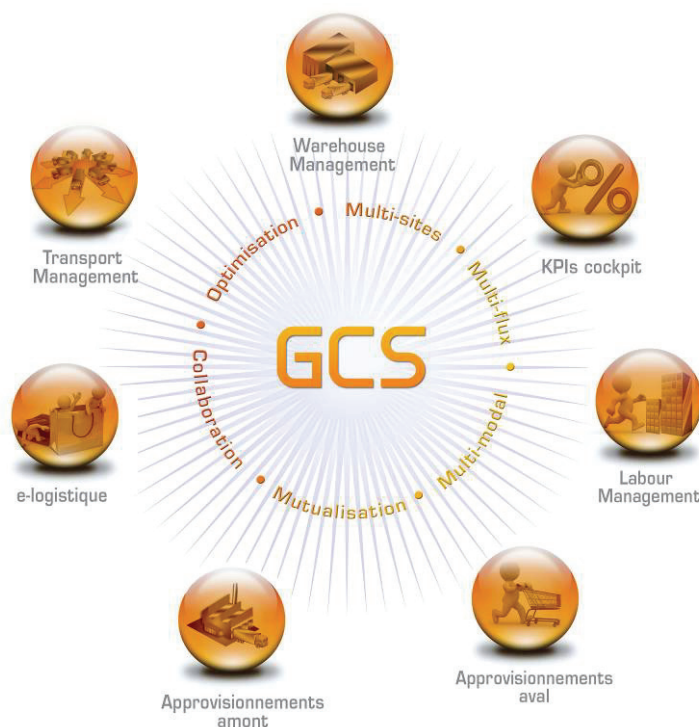 Warehouse
Management
Transport
Management
KPIs cockpit
Optimisation
Multi-sites
Multi-flux
GCS
Collaboration
Multi-modal
Mutualisation
e-logistique
Labour
Management
Approvisionnements
amont
Approvisionnements
aval